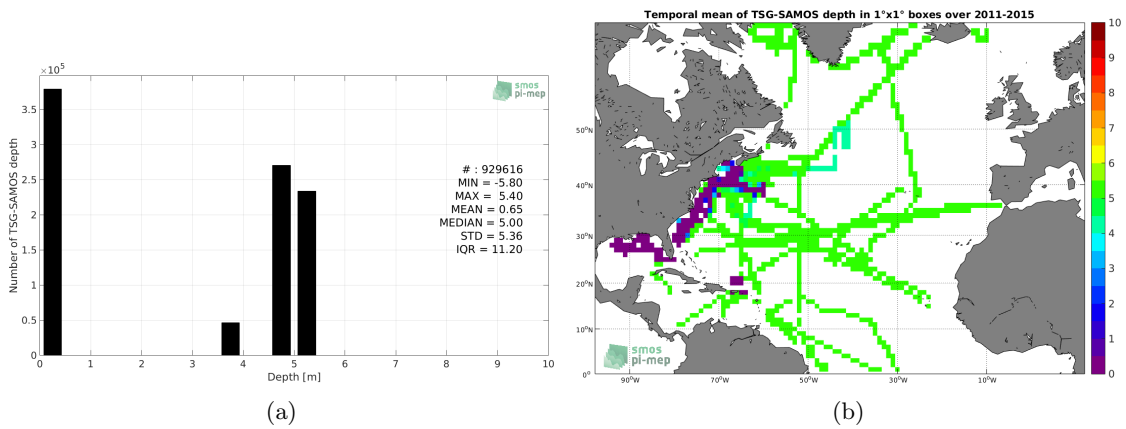 ×10⁵
3.5
3
2.5
2
1.5
1
0.5
0
Number of TSG-SAMOS depth
0 1 2 3 4 5 6 7 8 9 10
Depth [m]
smos
pi-mep
# : 929616
MIN = -5.80
MAX = 5.40
MEAN = 0.65
MEDIAN = 5.00
STD = 5.36
IQR = 11.20
(a)
Temporal mean of TSG-SAMOS depth in 1°x1° boxes over 2011-2015
50°N
40°N
30°N
20°N
10°N
0°
90°W 70°W 50°W 30°W 10°W
smos
pi-mep
10
9
8
7
6
5
4
3
2
1
0
(b)